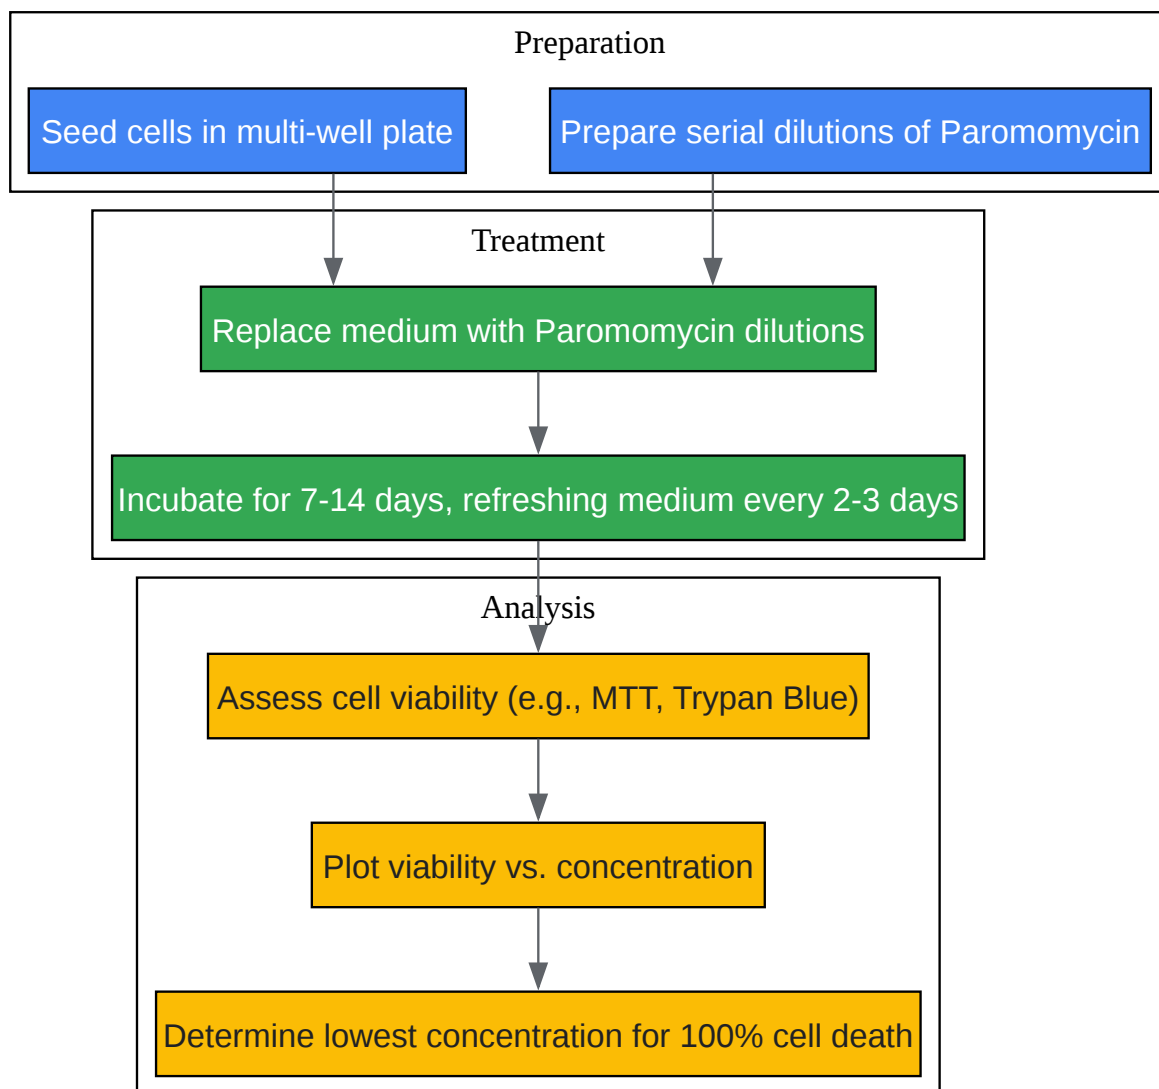 Preparation
Seed cells in multi-well plate
Prepare serial dilutions of Paromomycin
Treatment
Replace medium with Paromomycin dilutions
Incubate for 7-14 days, refreshing medium every 2-3 days
Analysis
Assess cell viability (e.g., MTT, Trypan Blue)
Plot viability vs. concentration
Determine lowest concentration for 100% cell death